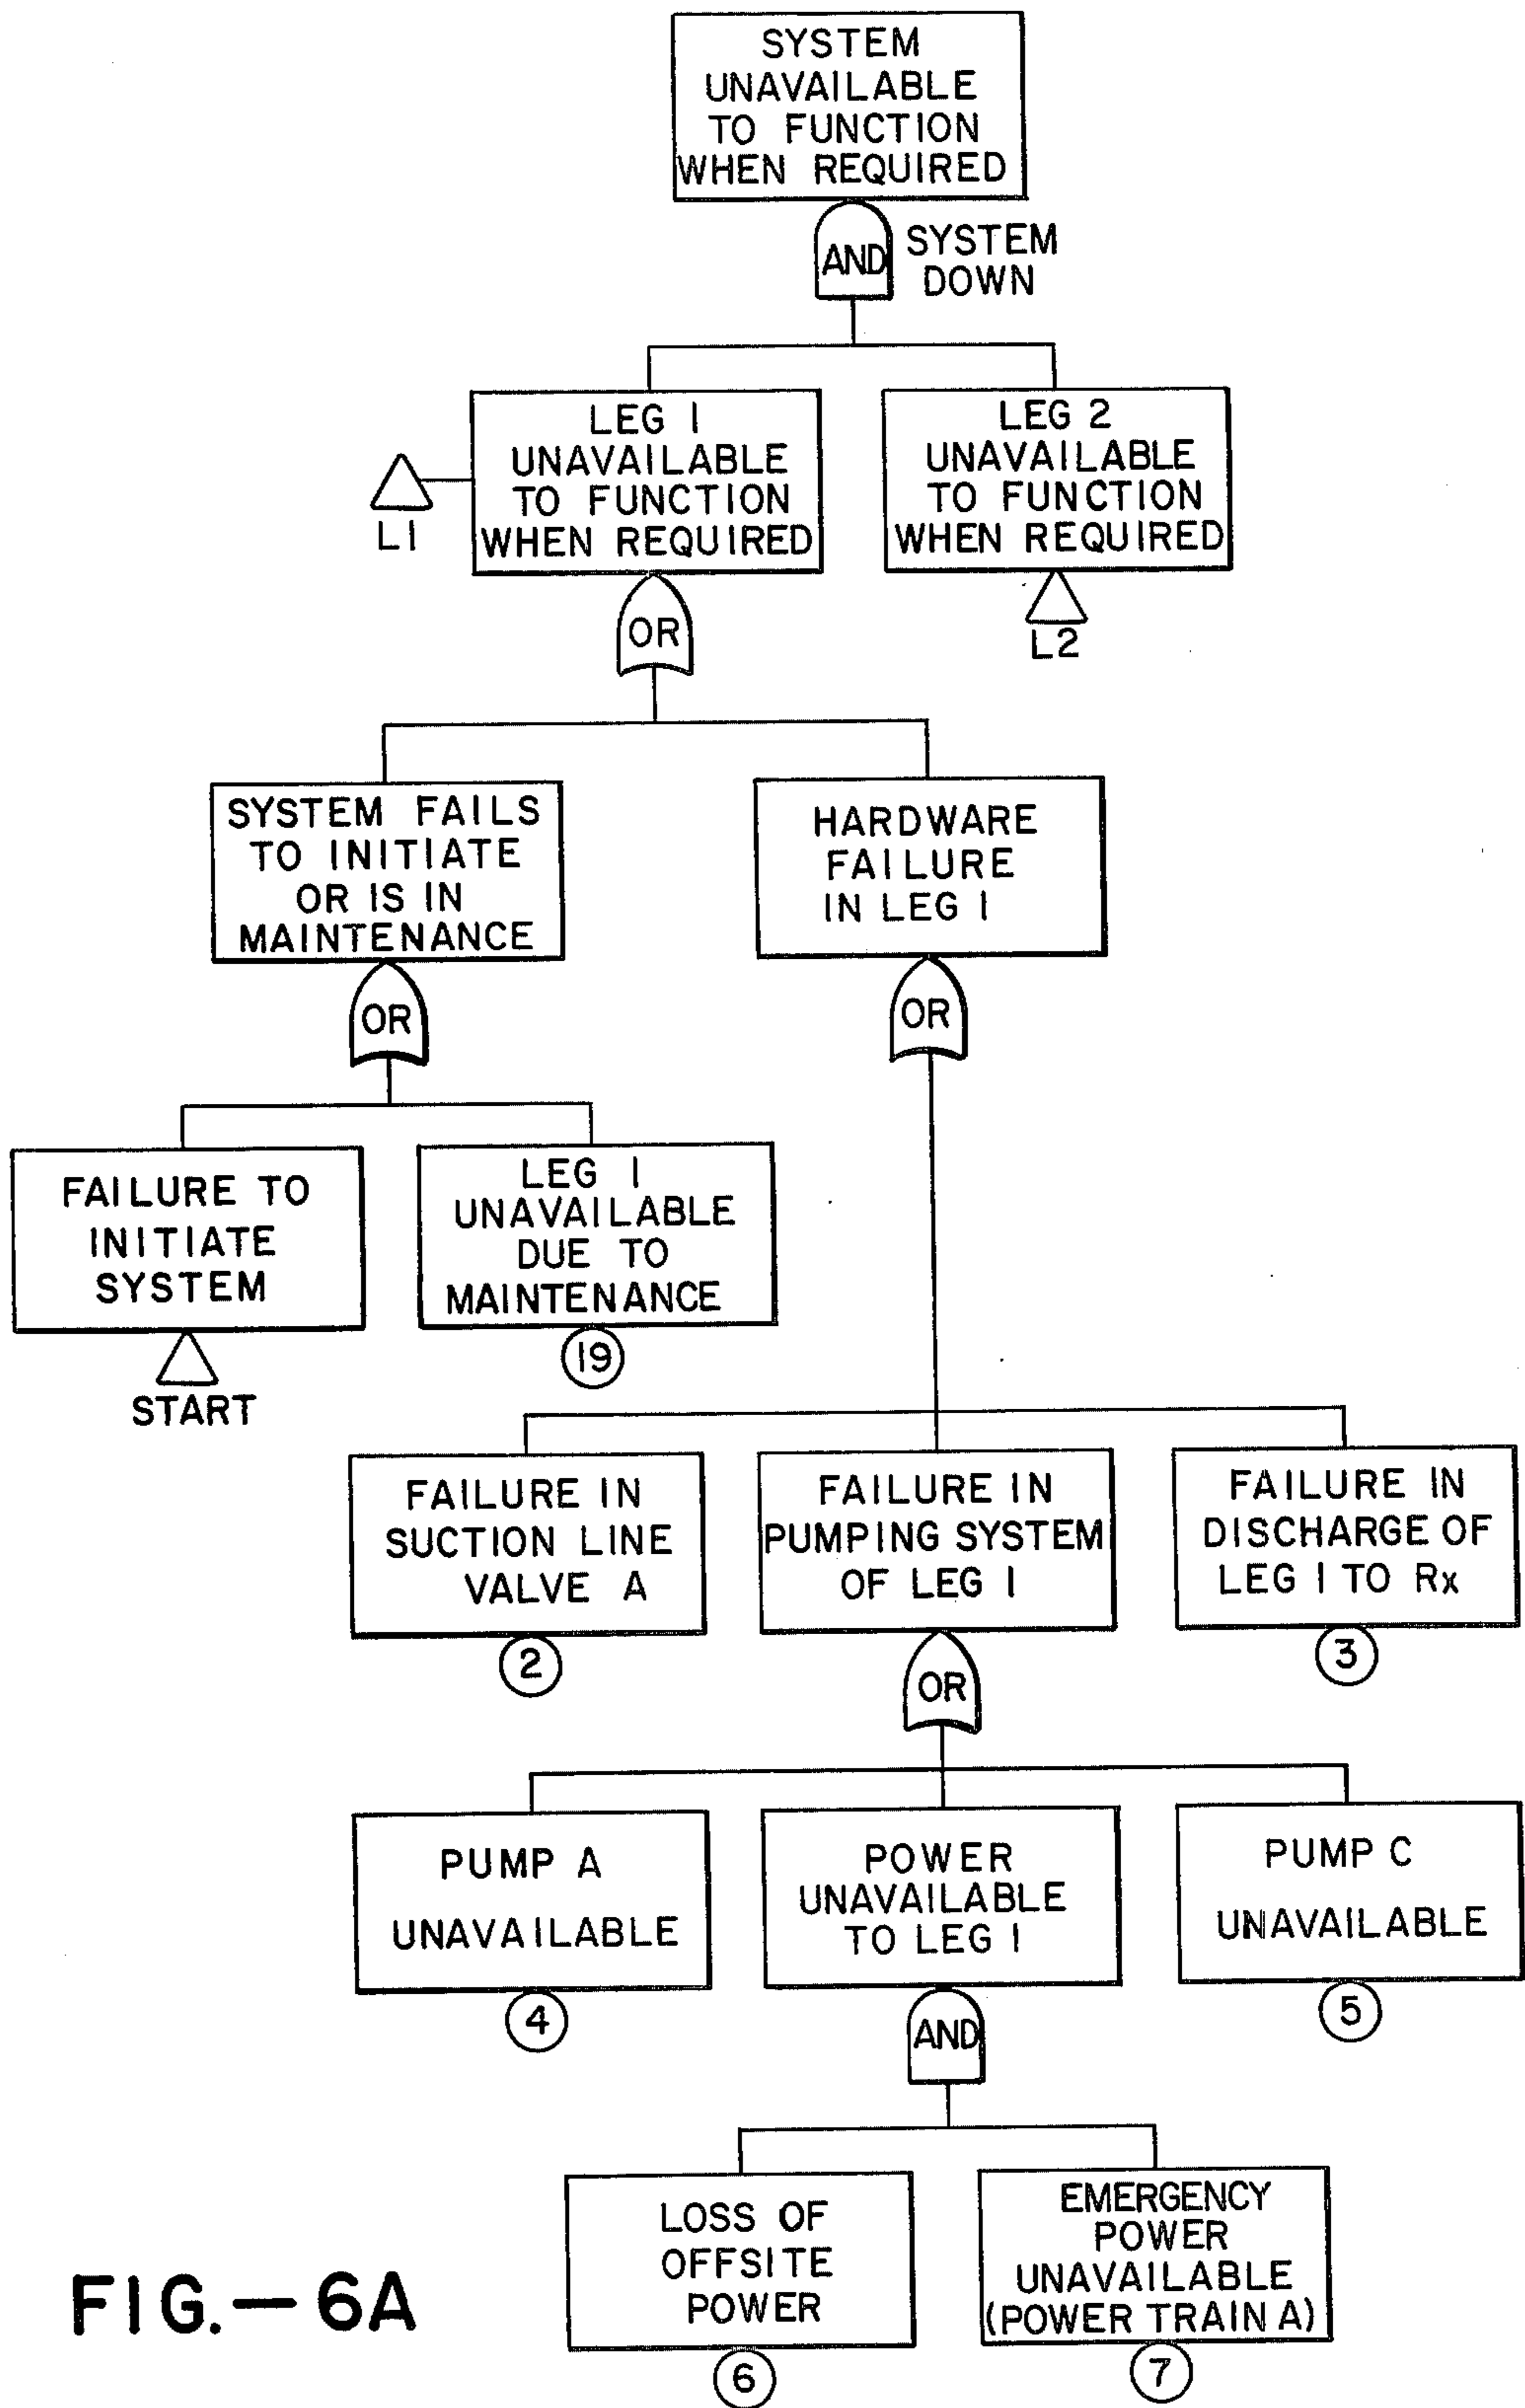 SYSTEM
UNAVAILABLE
TO FUNCTION
WHEN REQUIRED
AND
SYSTEM
DOWN
LEG 1
UNAVAILABLE
TO FUNCTION
WHEN REQUIRED
L1
LEG 2
UNAVAILABLE
TO FUNCTION
WHEN REQUIRED
L2
OR
SYSTEM FAILS
TO INITIATE
OR IS IN
MAINTENANCE
HARDWARE
FAILURE
IN LEG 1
OR
OR
FAILURE TO
INITIATE
SYSTEM
START
LEG 1
UNAVAILABLE
DUE TO
MAINTENANCE
19
FAILURE IN
SUCTION LINE
VALVE A
2
FAILURE IN
PUMPING SYSTEM
OF LEG 1
FAILURE IN
DISCHARGE OF
LEG 1 TO Rx
3
OR
PUMP A
UNAVAILABLE
4
POWER
UNAVAILABLE
TO LEG 1
PUMP C
UNAVAILABLE
5
AND
LOSS OF
OFFSITE
POWER
6
EMERGENCY
POWER
UNAVAILABLE
(POWER TRAIN A)
7
FIG.—6A